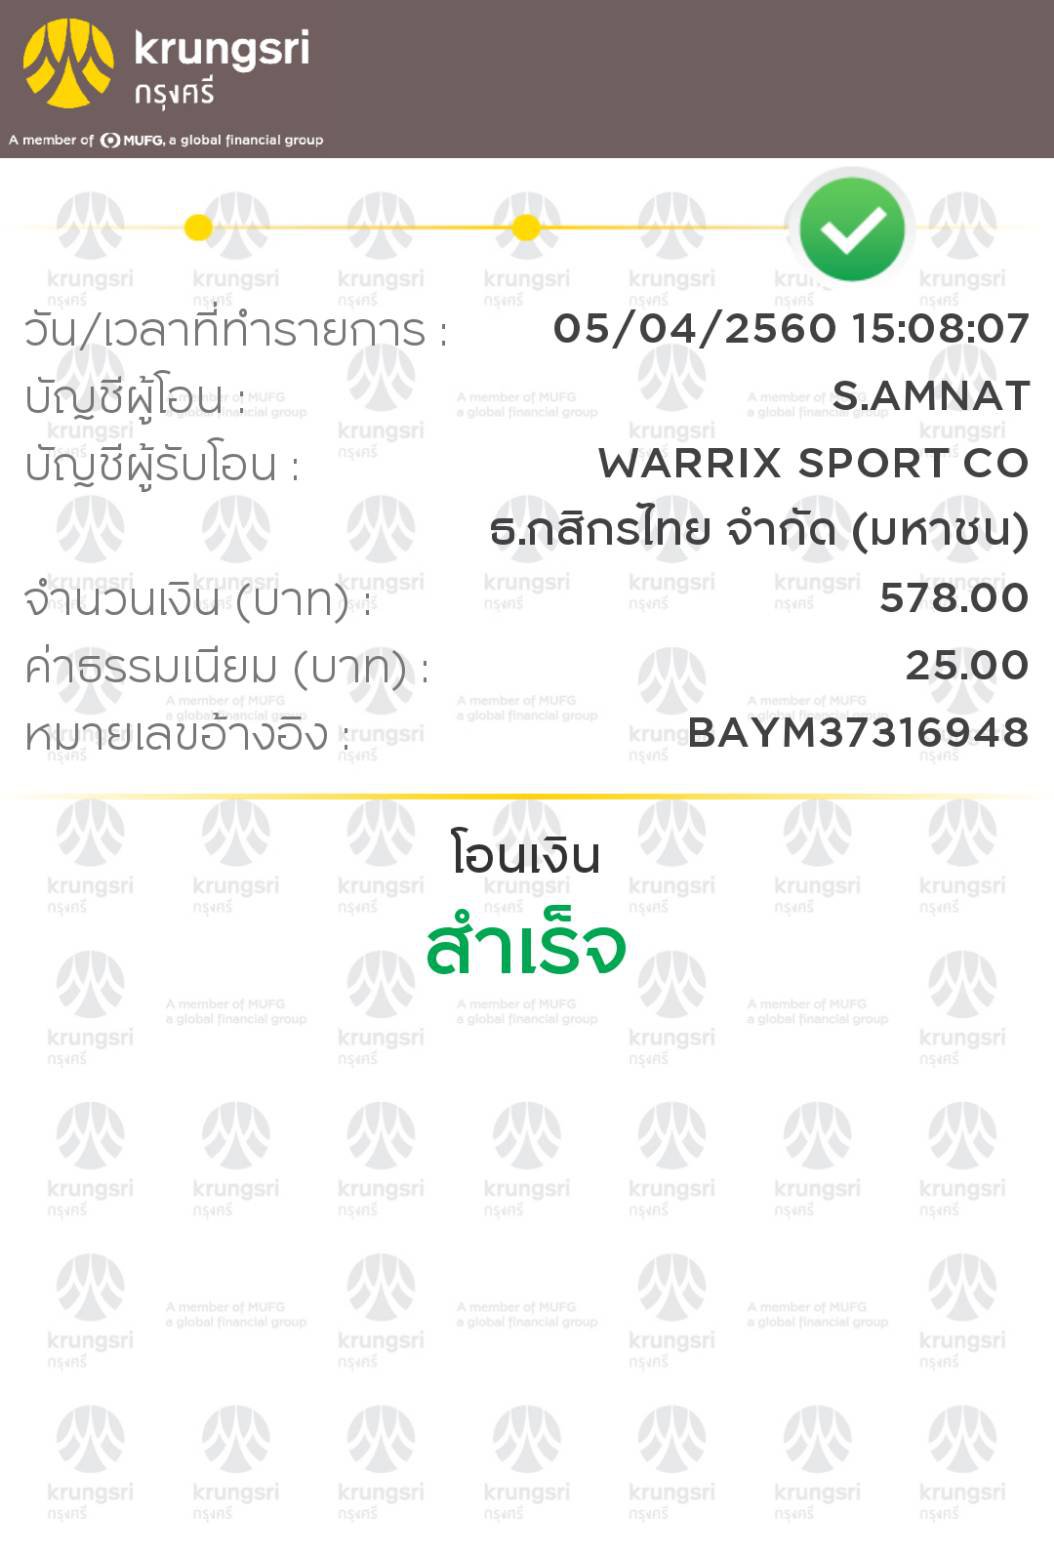 krungsri
กรุงศรี
A member of MUFG, a global financial group
วัน/เวลาที่ทำรายการ : 05/04/2560 15:08:07
บัญชีผู้โอน : S.AMNAT
บัญชีผู้รับโอน : WARRIX SPORT CO
ธ.กสิกรไทย จำกัด (มหาชน)
จำนวนเงิน (บาท) : 578.00
ค่าธรรมเนียม (บาท) : 25.00
หมายเลขอ้างอิง : BAYM37316948
โอนเงิน
สำเร็จ